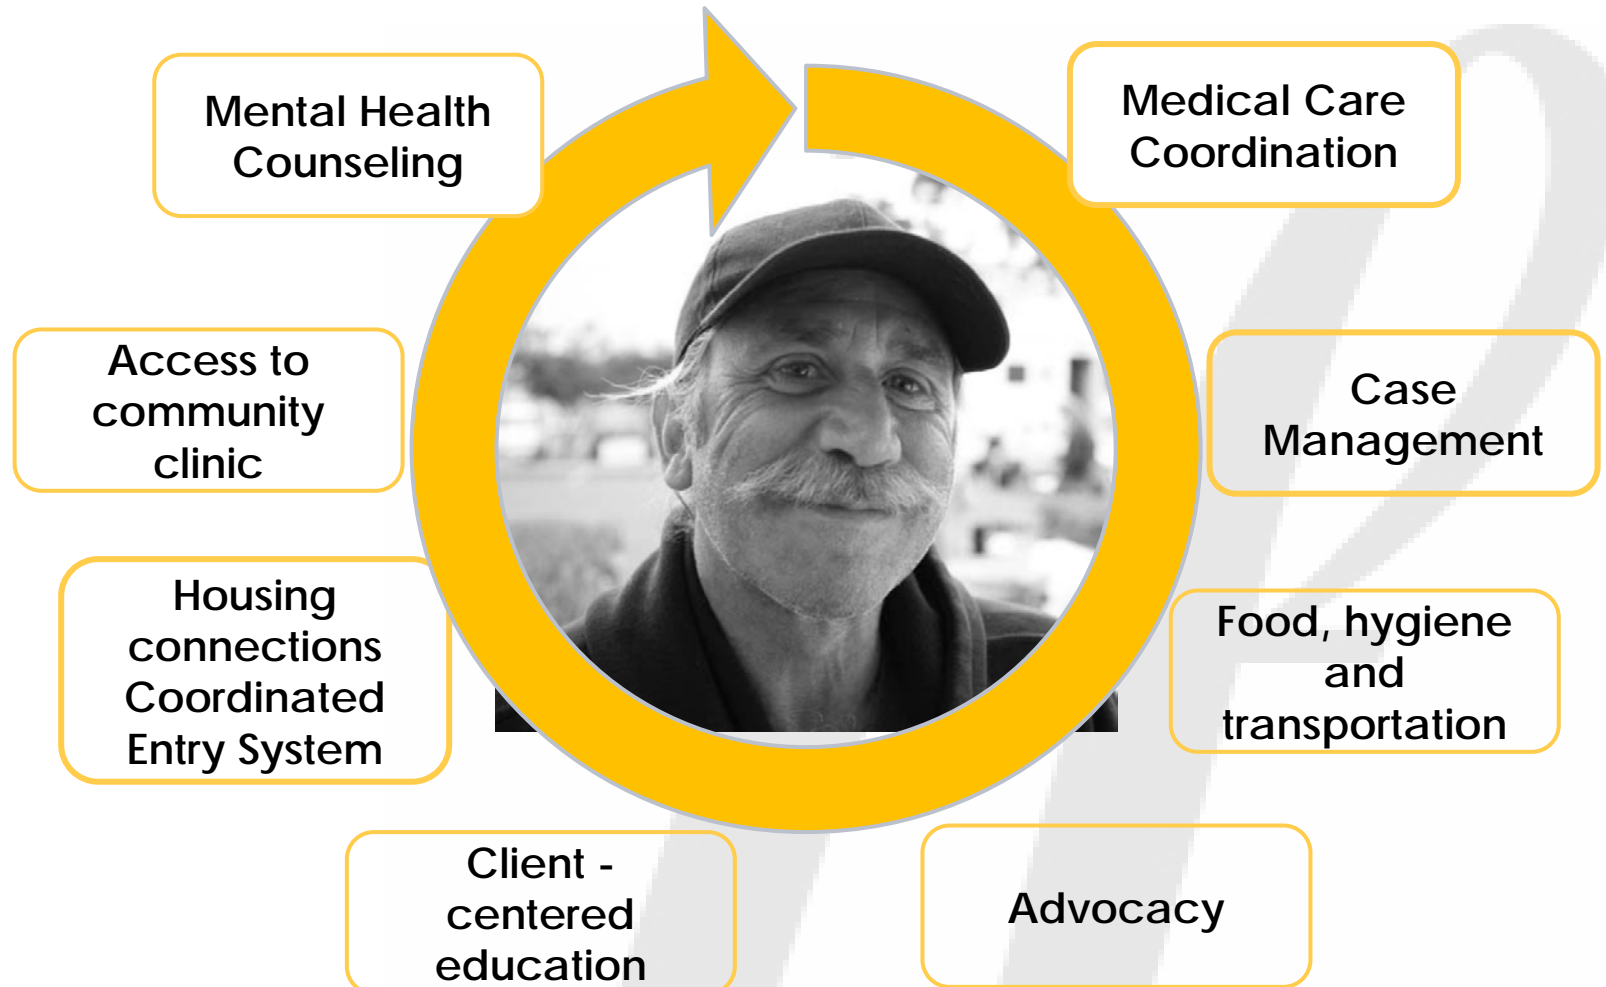 Mental Health
Counseling
Medical Care
Coordination
Access to
community
clinic
Case
Management
Housing
connections
Coordinated
Entry System
Food, hygiene
and
transportation
Client -
centered
education
Advocacy